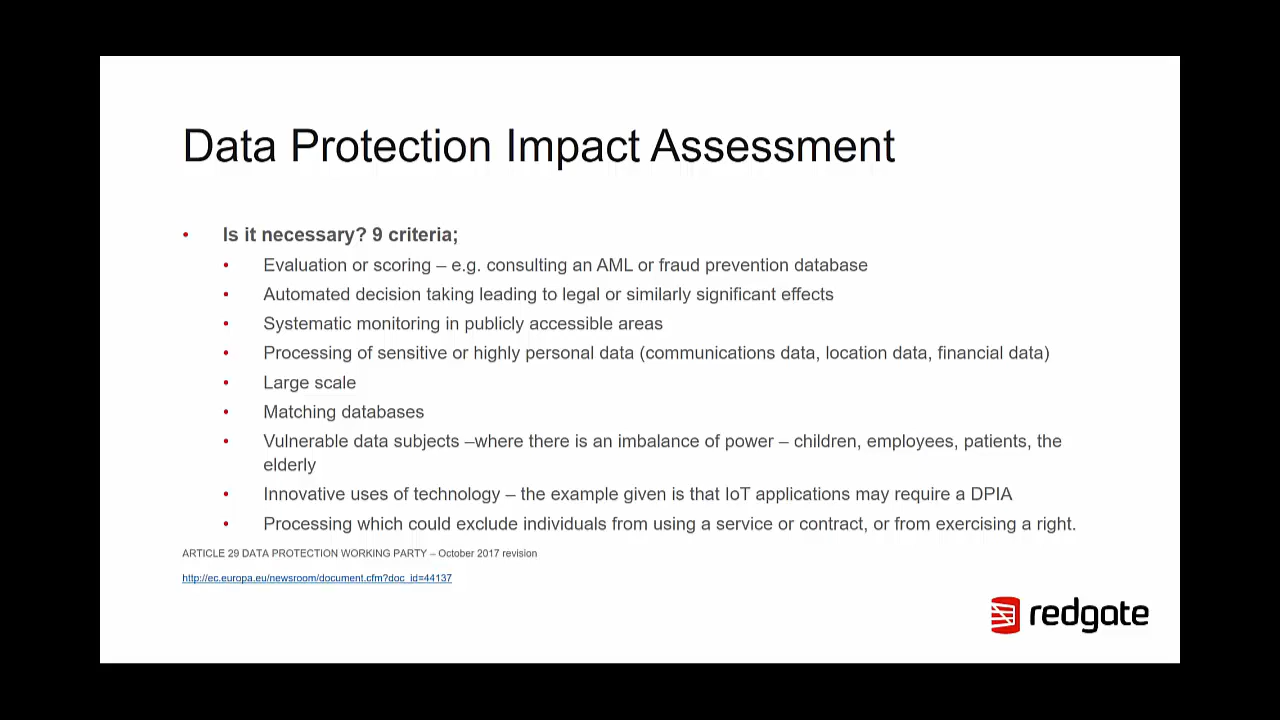 Data Protection Impact Assessment
• Is it necessary? 9 criteria;
• Evaluation or scoring – e.g. consulting an AML or fraud prevention database
• Automated decision taking leading to legal or similarly significant effects
• Systematic monitoring in publicly accessible areas
• Processing of sensitive or highly personal data (communications data, location data, financial data)
• Large scale
• Matching databases
• Vulnerable data subjects –where there is an imbalance of power – children, employees, patients, the
elderly
• Innovative uses of technology – the example given is that IoT applications may require a DPIA
• Processing which could exclude individuals from using a service or contract, or from exercising a right.
ARTICLE 29 DATA PROTECTION WORKING PARTY – October 2017 revision
http://ec.europa.eu/newsroom/document.cfm?doc_id=44137
redgate